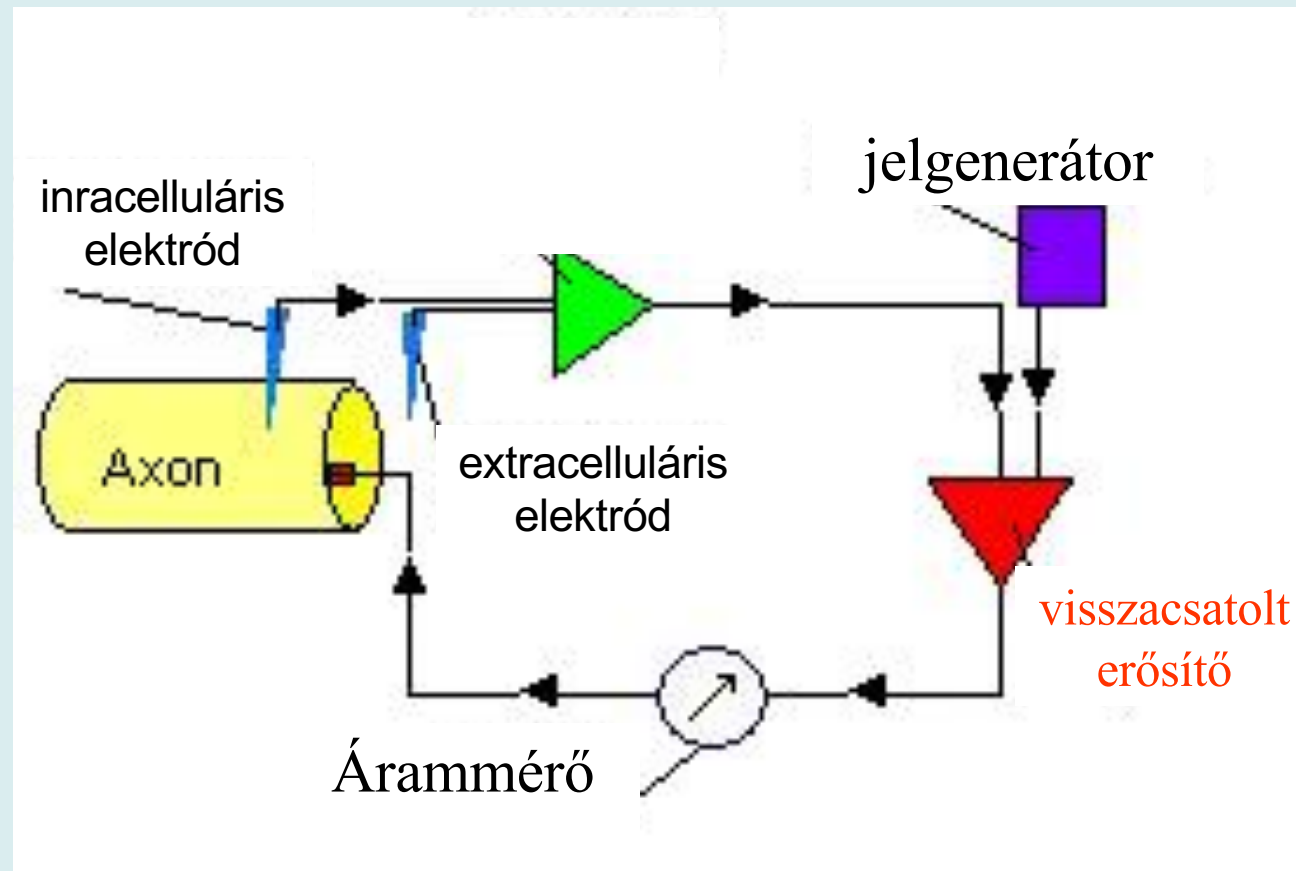 jelgenerátor
inracelluláris
elektród
Axon
extracelluláris
elektród
visszacsatolt
erősítő
Árammérő